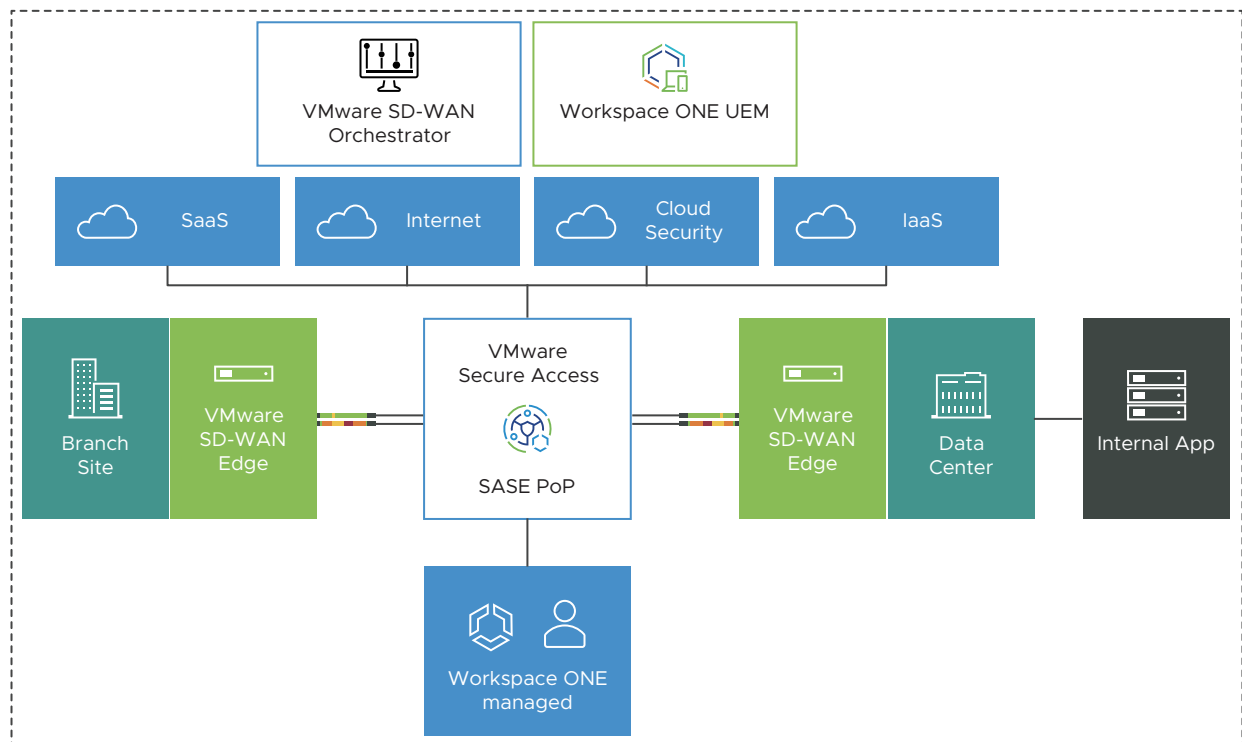 VMware SD-WAN
Orchestrator
Workspace ONE UEM
SaaS
Internet
Cloud
Security
IaaS
Branch
Site
VMware
SD-WAN
Edge
VMware
Secure Access
SASE PoP
VMware
SD-WAN
Edge
Data
Center
Internal App
Workspace ONE
managed